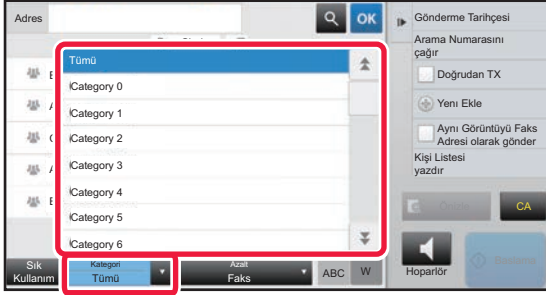 Adres
OK
Tümü
Category 0
Category 1
Category 2
Category 3
Category 4
Category 5
Category 6
Sık
Kullanım
Kategori
Tümü
Azalt
Faks
ABC
W
Gönderme Tarihçesi
Arama Numarasını
çağır
Doğrudan TX
Yeni Ekle
Aynı Görüntüyü Faks
Adresi olarak gönder
Kişi Listesi
yazdır
CA
Hoparlör